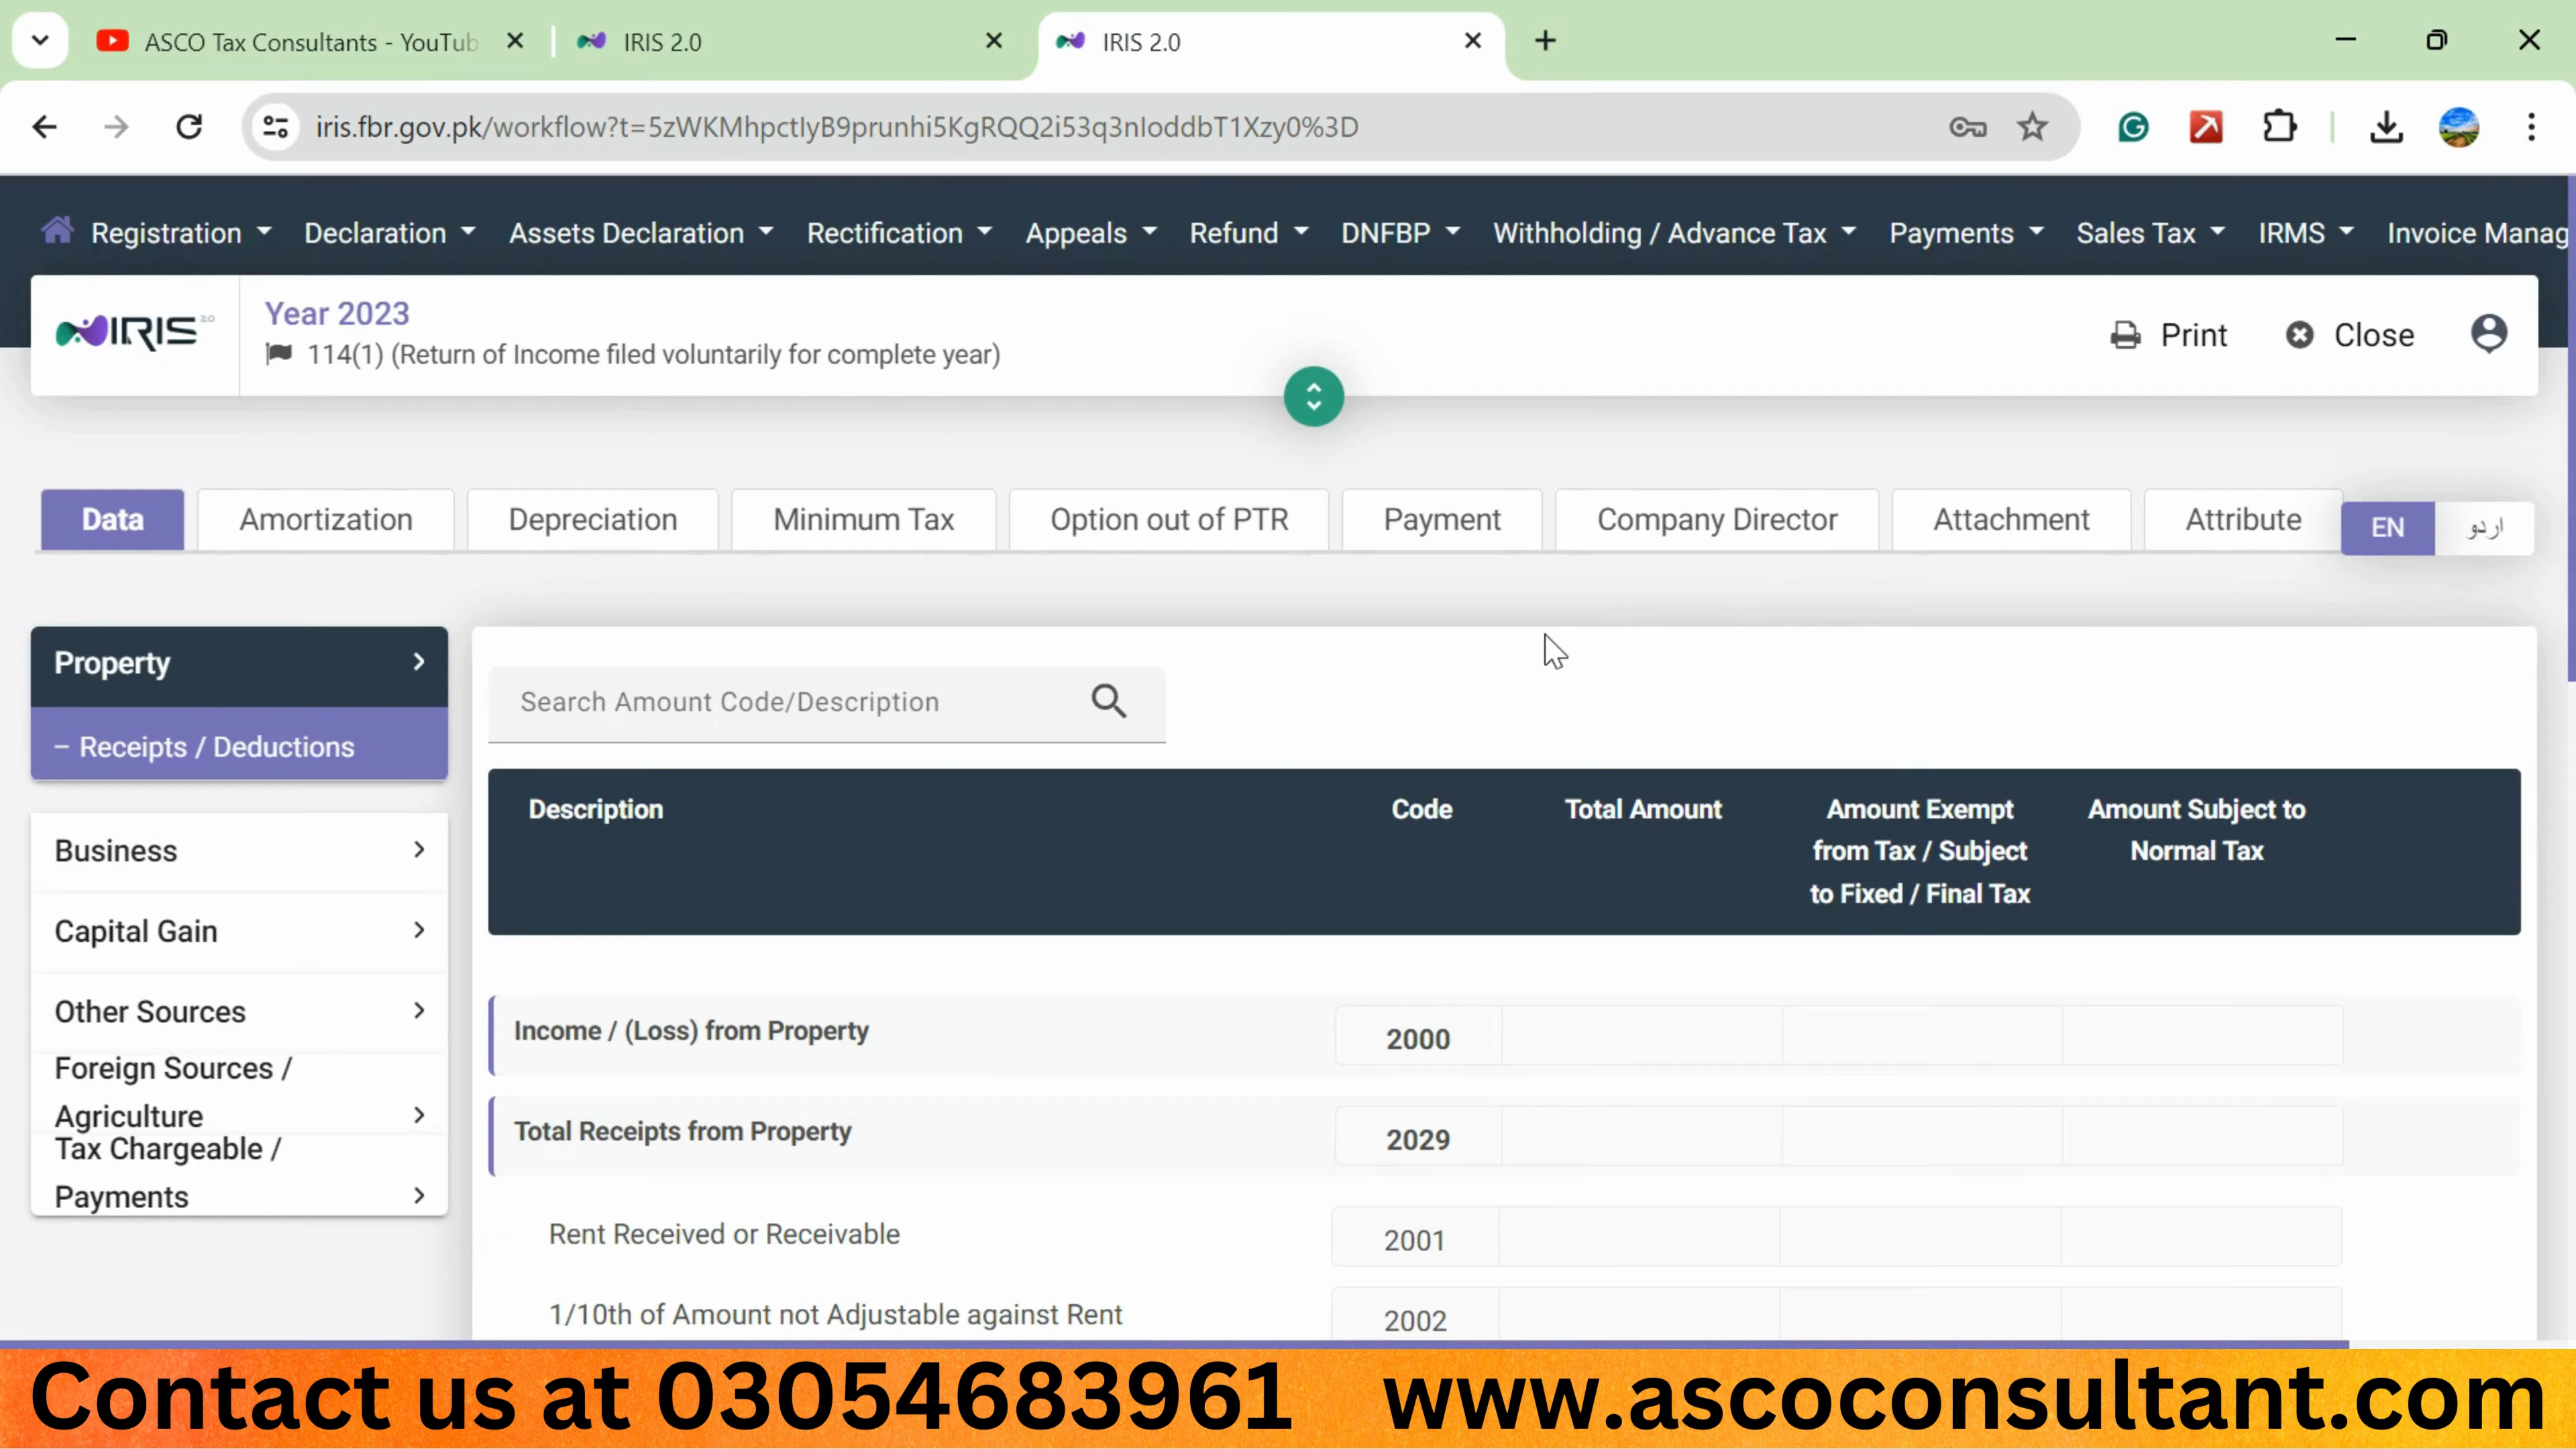 ASCO Tax Consultants - YouTub
IRIS 2.0
IRIS 2.0
iris.fbr.gov.pk/workflow?t=5zWKMhpctIyB9prunhi5KgRQQ2i53q3nIoddbT1Xzy0%3D
Registration Declaration Assets Declaration Rectification Appeals Refund DNFBP Withholding / Advance Tax Payments Sales Tax IRMS Invoice Manag
IRIS 2.0
Year 2023
114(1) (Return of Income filed voluntarily for complete year)
Print Close
Data Amortization Depreciation Minimum Tax Option out of PTR Payment Company Director Attachment Attribute EN اردو
Property
– Receipts / Deductions
Business
Capital Gain
Other Sources
Foreign Sources /
Agriculture
Tax Chargeable /
Payments
Search Amount Code/Description
Description Code Total Amount Amount Exempt Amount Subject to
from Tax / Subject Normal Tax
to Fixed / Final Tax
Income / (Loss) from Property 2000
Total Receipts from Property 2029
Rent Received or Receivable 2001
1/10th of Amount not Adjustable against Rent 2002
Contact us at 03054683961 www.ascoconsultant.com